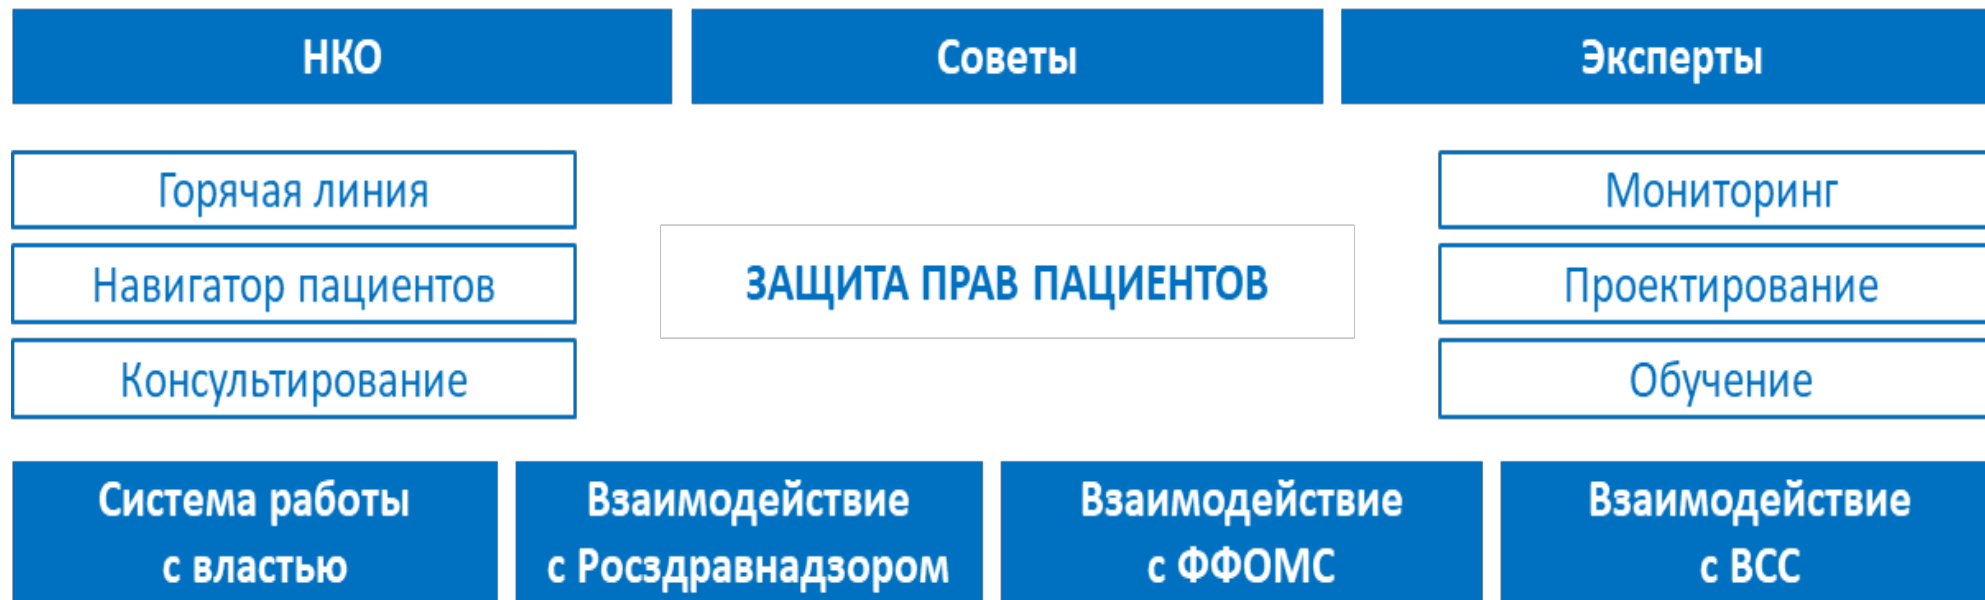 НКО
Советы
Эксперты
Горячая линия
Навигатор пациентов
Консультирование
ЗАЩИТА ПРАВ ПАЦИЕНТОВ
Мониторинг
Проектирование
Обучение
Система работы
с властью
Взаимодействие
с Росздравнадзором
Взаимодействие
с ФФОМС
Взаимодействие
с ВСС